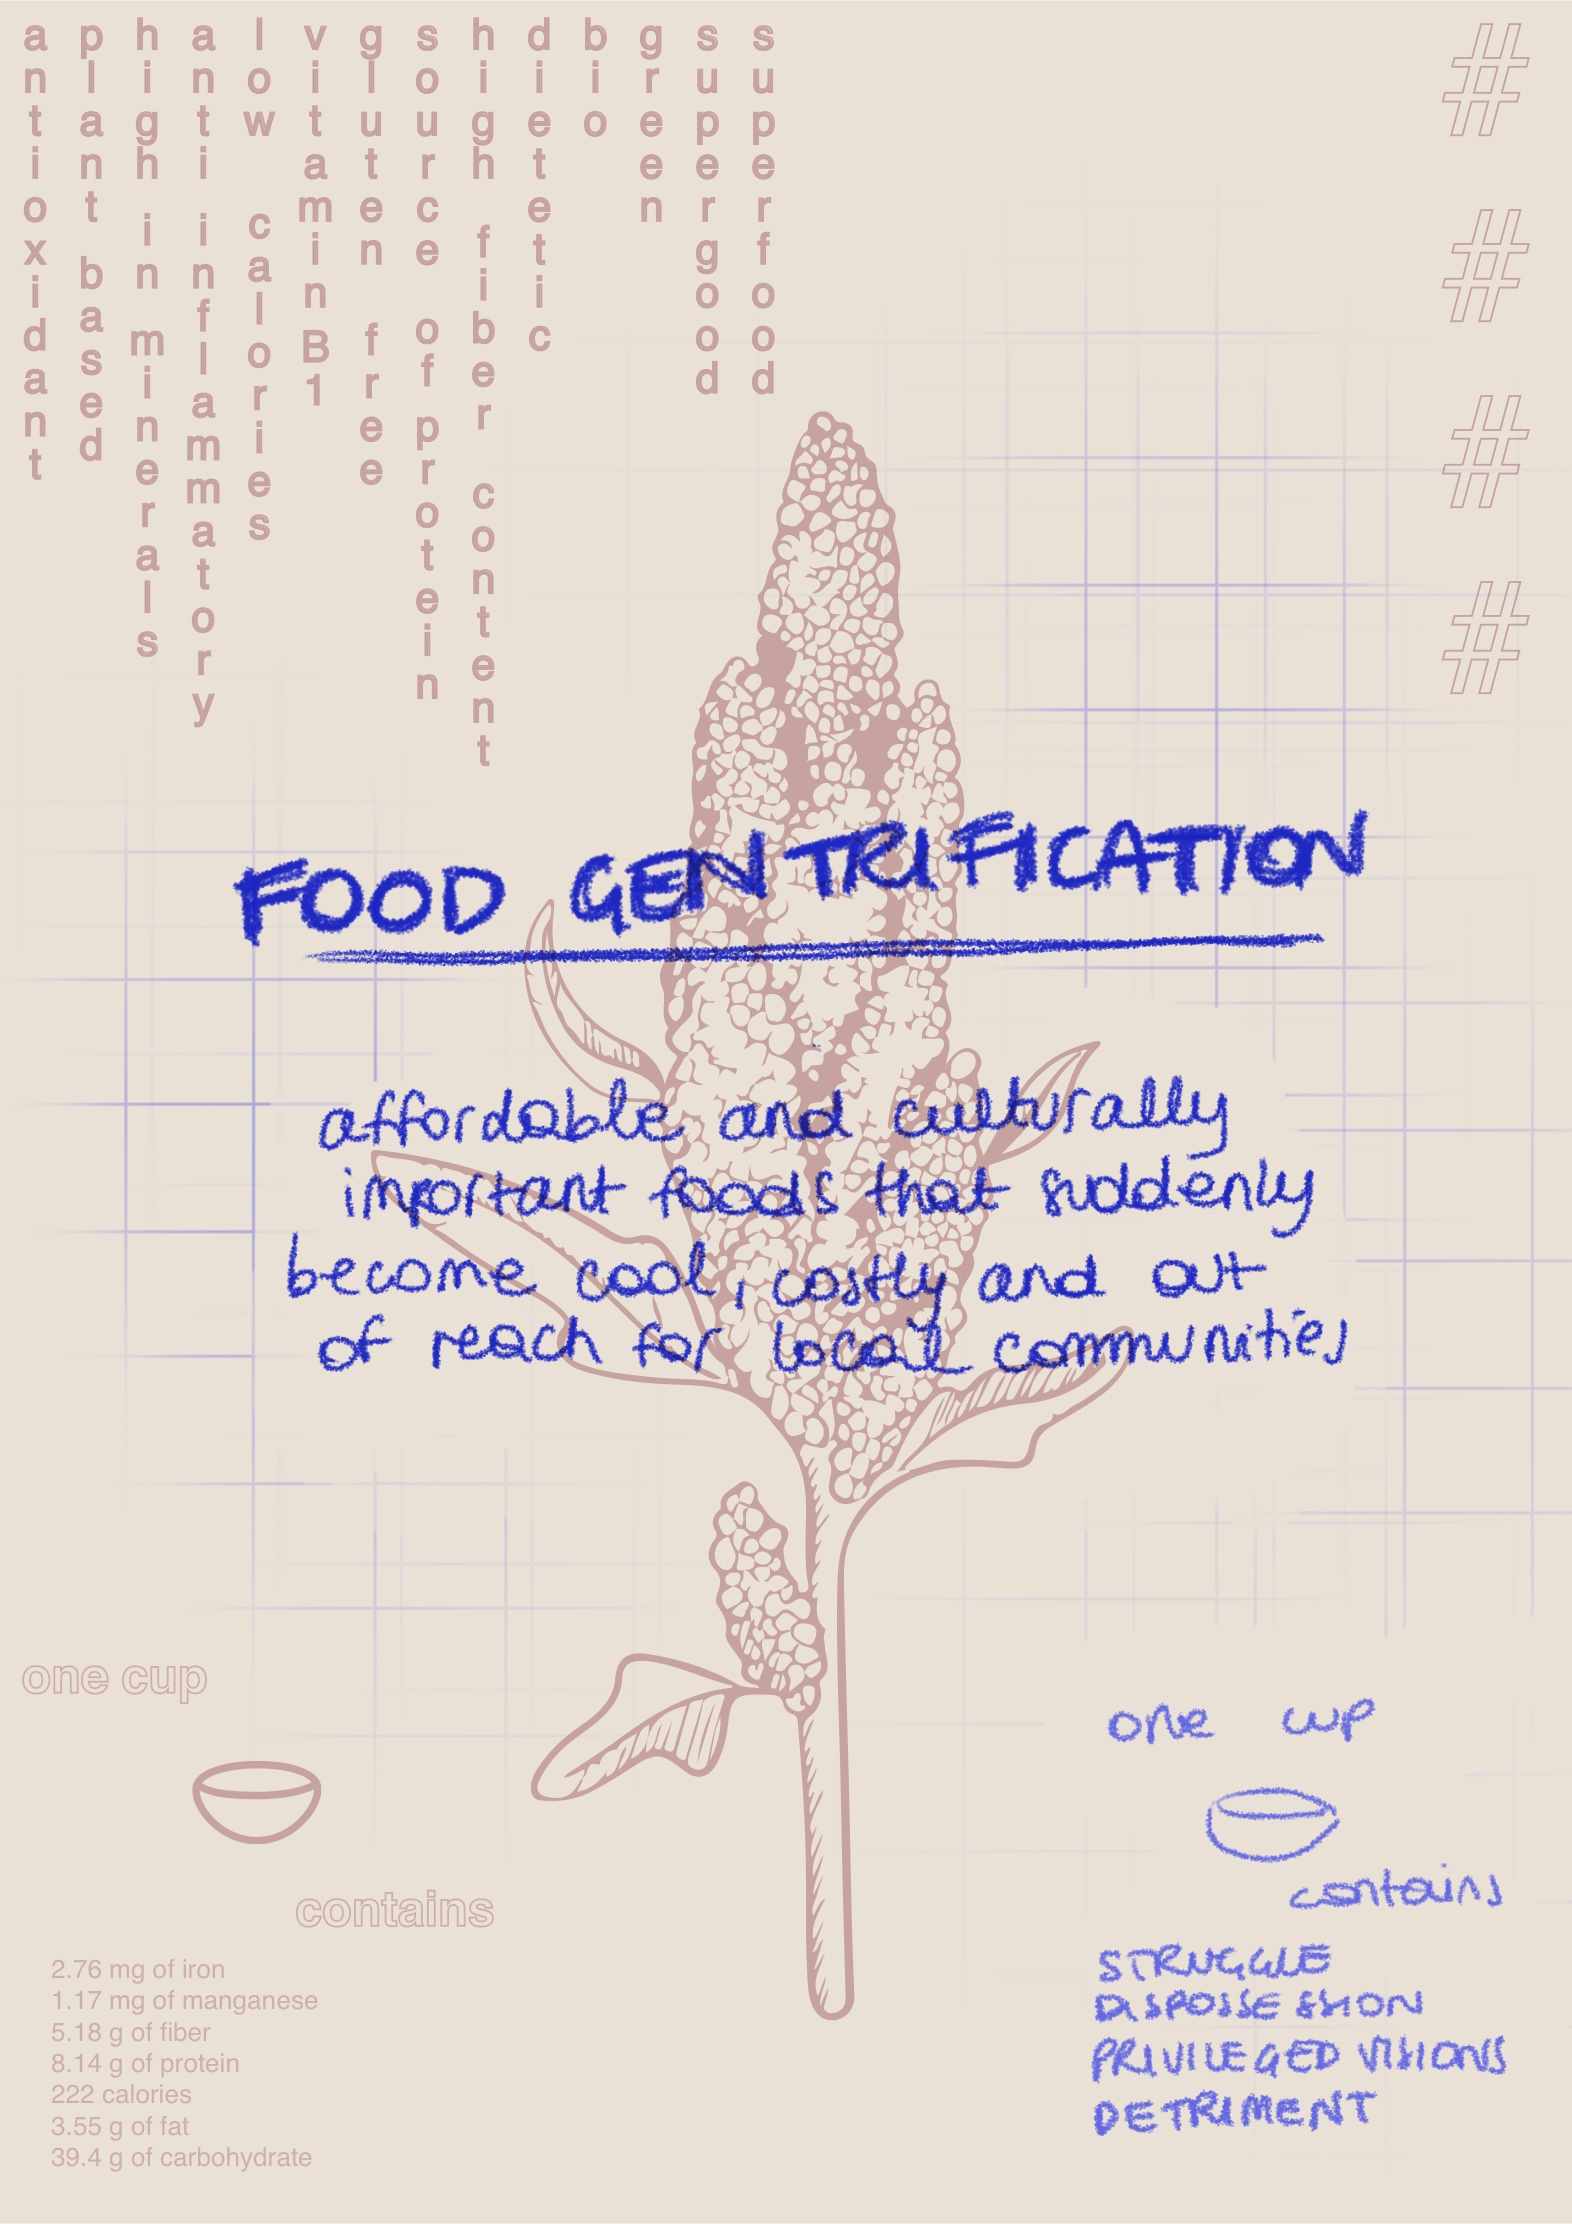 antioxidant
plant based
high in minerals
anti inflammatory
low calories
vitamin B1
gluten free
source of protein
high fiber content
dietetic
bio
green
supergood
superfood
#
#
#
#
FOOD GENTRIFICATION
affordable and culturally
important foods that suddenly
become cool, costly and out
of reach for local communities
one cup
contains
2.76 mg of iron
1.17 mg of manganese
5.18 g of fiber
8.14 g of protein
222 calories
3.55 g of fat
39.4 g of carbohydrate
one cup
contains
STRUGGLE
DISPOSSESSION
PRIVILEGED VISIONS
DETRIMENT